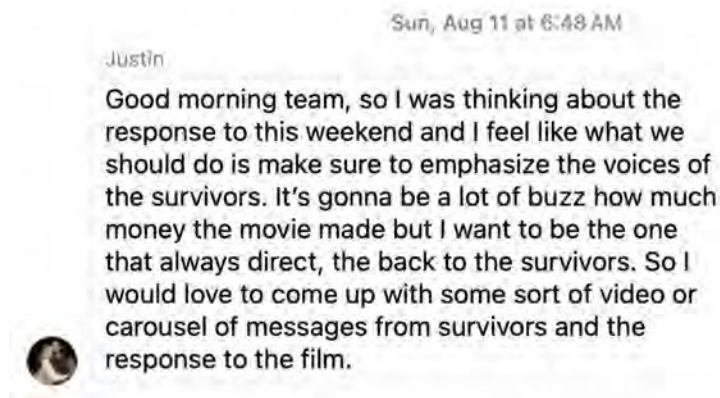 Sun, Aug 11 at 6:48 AM
Justin
Good morning team, so I was thinking about the
response to this weekend and I feel like what we
should do is make sure to emphasize the voices of
the survivors. It's gonna be a lot of buzz how much
money the movie made but I want to be the one
that always direct, the back to the survivors. So I
would love to come up with some sort of video or
carousel of messages from survivors and the
response to the film.